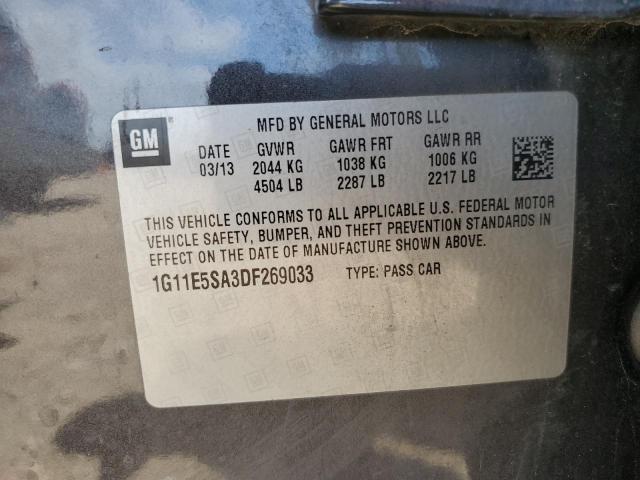 GM
MFD BY GENERAL MOTORS LLC
DATE GVWR GAWR FRT GAWR RR
03/13 2044 KG 1038 KG 1006 KG
4504 LB 2287 LB 2217 LB
THIS VEHICLE CONFORMS TO ALL APPLICABLE U.S. FEDERAL MOTOR
VEHICLE SAFETY, BUMPER, AND THEFT PREVENTION STANDARDS IN
EFFECT ON THE DATE OF MANUFACTURE SHOWN ABOVE.
1G11E5SA3DF269033 TYPE: PASS CAR